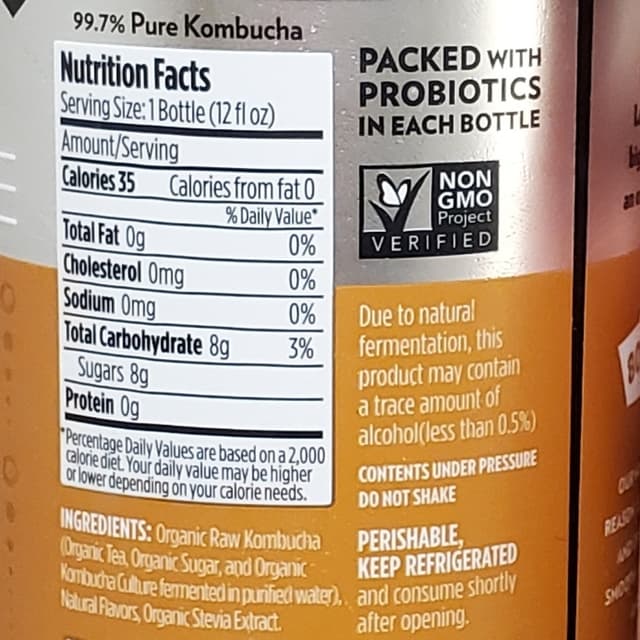 99.7% Pure Kombucha
Nutrition Facts
Serving Size: 1 Bottle (12 fl oz)
Amount/Serving
Calories 35 Calories from fat 0
% Daily Value*
Total Fat 0g 0%
Cholesterol 0mg 0%
Sodium 0mg 0%
Total Carbohydrate 8g 3%
Sugars 8g
Protein 0g
*Percentage Daily Values are based on a 2,000
calorie diet. Your daily value may be higher
or lower depending on your calorie needs.
INGREDIENTS: Organic Raw Kombucha
(Organic Tea, Organic Sugar, and Organic
Kombucha Culture fermented in purified water),
Natural Flavors, Organic Stevia Extract.
PACKED WITH
PROBIOTICS
IN EACH BOTTLE
NON
GMO
Project
VERIFIED
Due to natural
fermentation, this
product may contain
a trace amount of
alcohol(less than 0.5%)
CONTENTS UNDER PRESSURE
DO NOT SHAKE
PERISHABLE,
KEEP REFRIGERATED
and consume shortly
after opening.